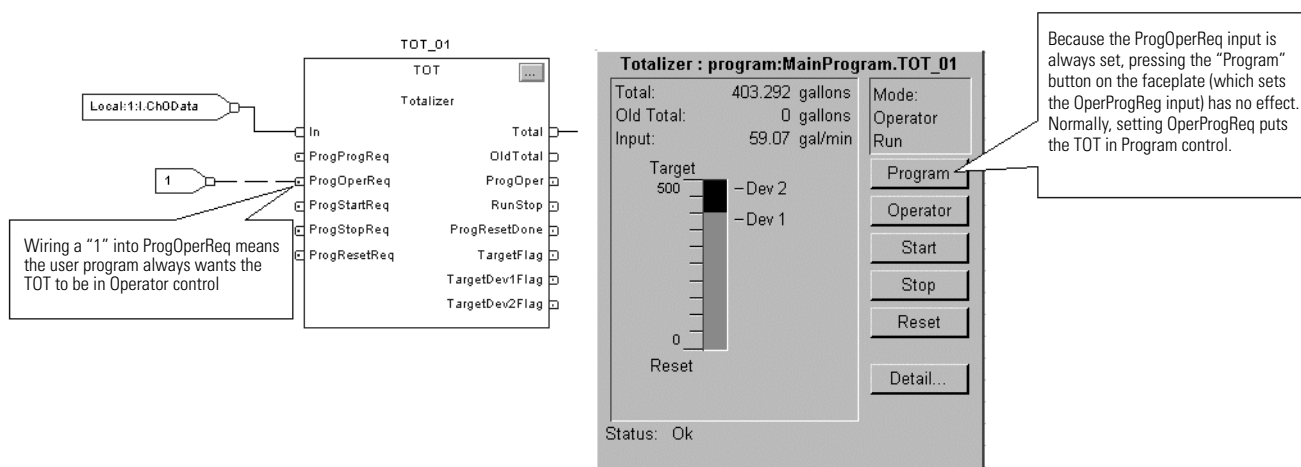 TOT_01
TOT
...
Totalizer
Local:1:I.Ch0Data
In
ProgProgReq
ProgOperReq
ProgStartReq
ProgStopReq
ProgResetReq
Total
OldTotal
ProgOper
RunStop
ProgResetDone
TargetFlag
TargetDev1Flag
TargetDev2Flag
1
Wiring a “1” into ProgOperReq means
the user program always wants the
TOT to be in Operator control
Totalizer : program:MainProgram.TOT_01
Total: 403.292 gallons
Old Total: 0 gallons
Input: 59.07 gal/min
Target
500
Dev 2
Dev 1
0
Reset
Status: Ok
Mode:
Operator
Run
Program
Operator
Start
Stop
Reset
Detail...
Because the ProgOperReq input is
always set, pressing the “Program”
button on the faceplate (which sets
the OperProgReg input) has no effect.
Normally, setting OperProgReq puts
the TOT in Program control.